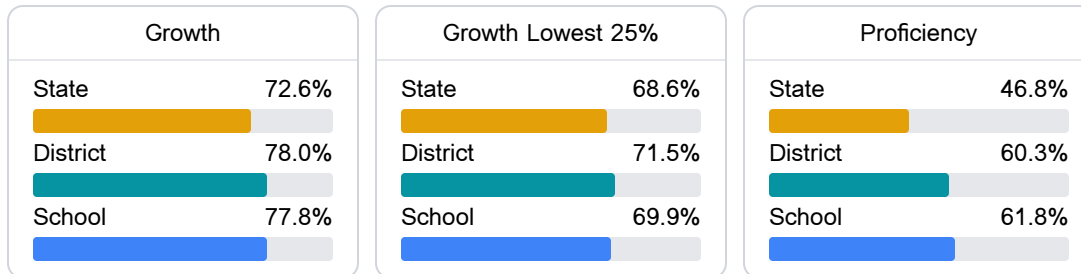 Growth
State 72.6%
District 78.0%
School 77.8%
Growth Lowest 25%
State 68.6%
District 71.5%
School 69.9%
Proficiency
State 46.8%
District 60.3%
School 61.8%